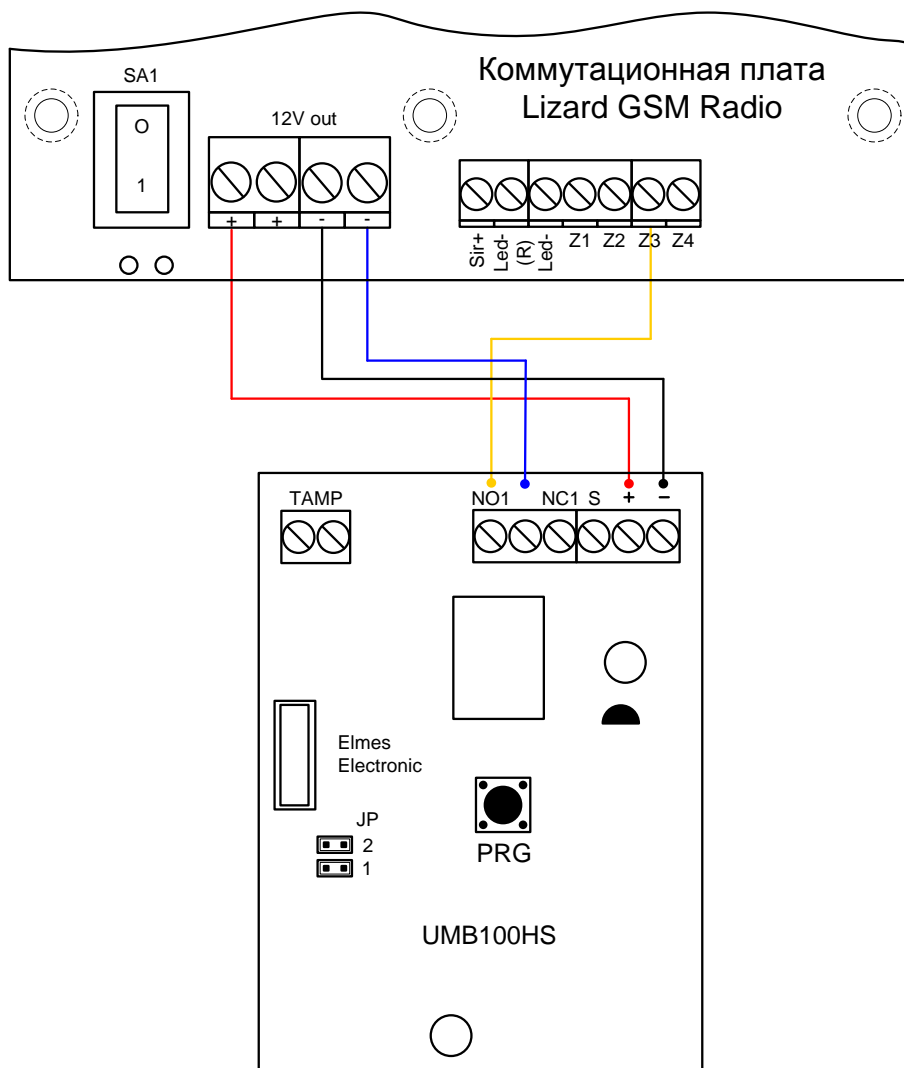 Коммутационная плата
Lizard GSM Radio
SA1
O
1
12V out
+ + - -
Sir+ Led- (R) Led- Z1 Z2 Z3 Z4
TAMP
NO1 NC1 S + −
Elmes
Electronic
JP
2
1
PRG
UMB100HS